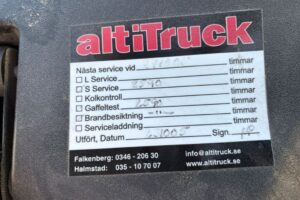 altiTruck
Nästa service vid timmar
L Service timmar
S Service timmar
Kolkontroll timmar
Gaffeltest timmar
Brandbesiktning timmar
Serviceladdning timmar
Utfört, Datum Sign.
Falkenberg: 0346 - 206 30 info@altitruck.se
Halmstad: 035 - 10 70 07 www.altitruck.se